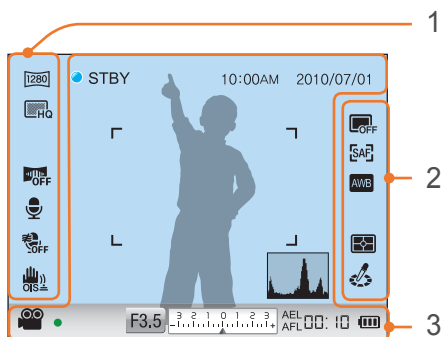 1
STBY 10:00AM 2010/07/01
1280
HQ
OFF
SAF
OFF
AWB
2
OFF
OIS
F3.5 3 2 1 0 1 2 3 AEL AFL 00:10
3